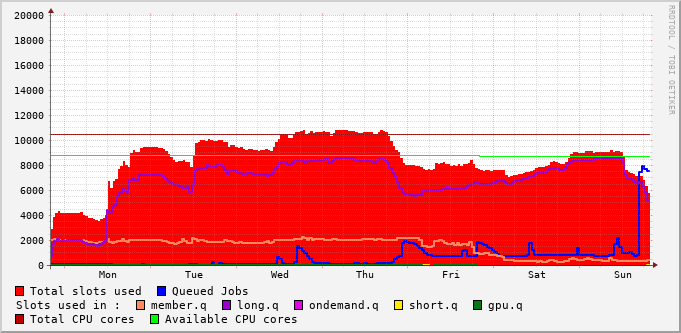 20000
18000
16000
14000
12000
10000
8000
6000
4000
2000
0
Mon Tue Wed Thu Fri Sat Sun
RRDTOOL / TOBI OETIKER
Total slots used Queued Jobs
Slots used in : member.q long.q ondemand.q short.q gpu.q
Total CPU cores Available CPU cores